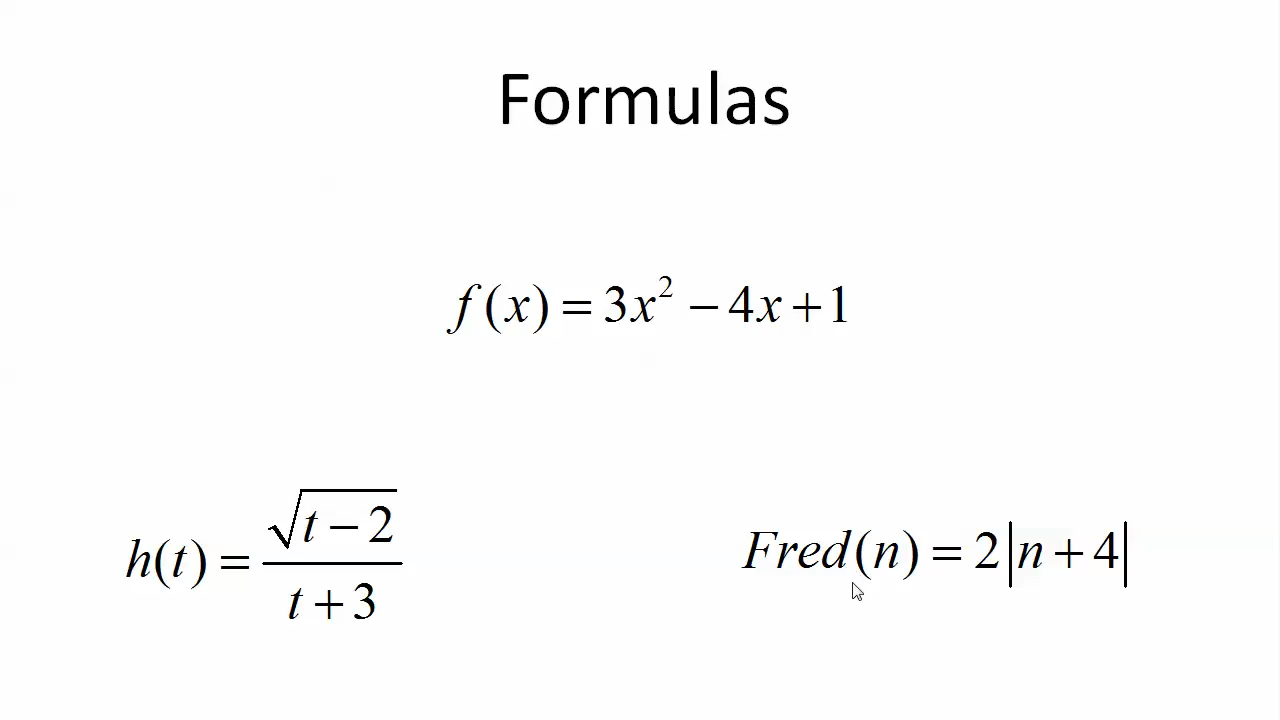 Formulas
f(x) = 3x² − 4x + 1
h(t) = √(t − 2) / (t + 3)
Fred(n) = 2|n + 4|